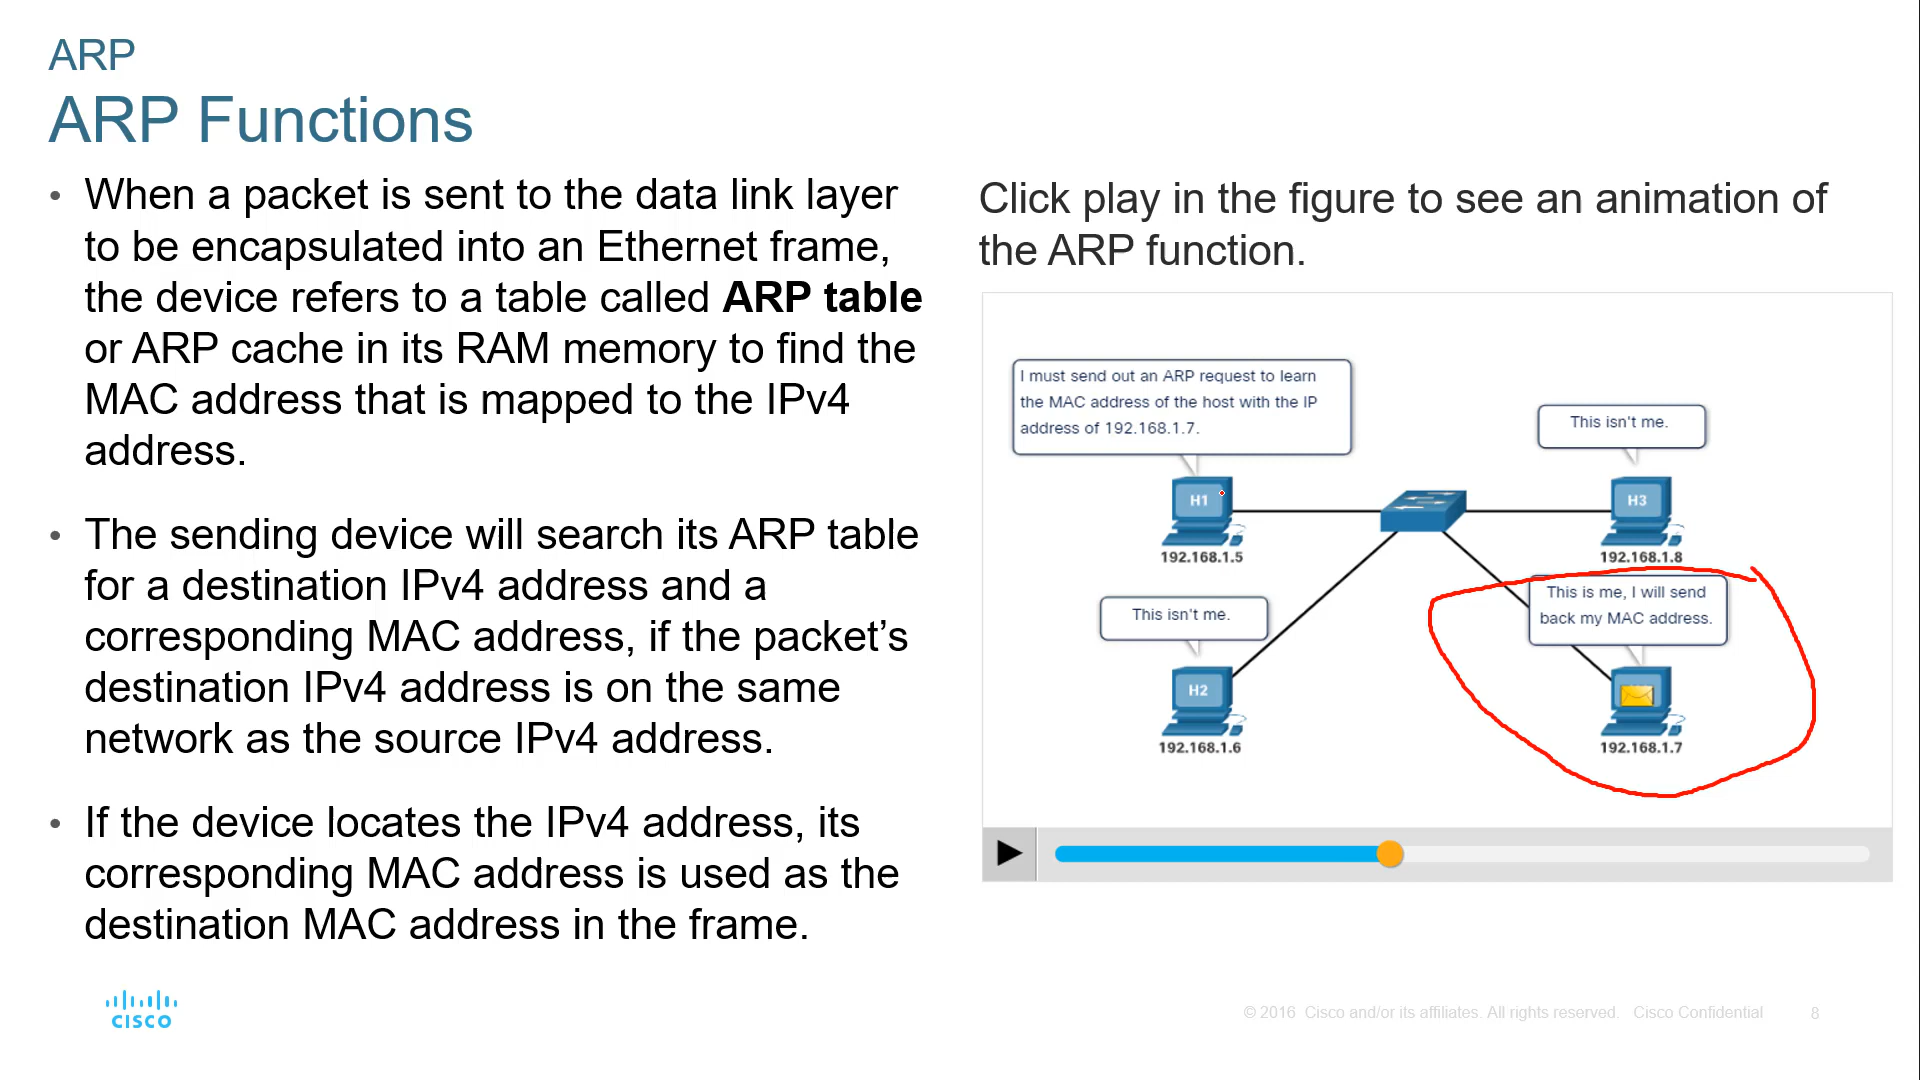 ARP
ARP Functions
• When a packet is sent to the data link layer
to be encapsulated into an Ethernet frame,
the device refers to a table called ARP table
or ARP cache in its RAM memory to find the
MAC address that is mapped to the IPv4
address.
• The sending device will search its ARP table
for a destination IPv4 address and a
corresponding MAC address, if the packet’s
destination IPv4 address is on the same
network as the source IPv4 address.
• If the device locates the IPv4 address, its
corresponding MAC address is used as the
destination MAC address in the frame.
Click play in the figure to see an animation of
the ARP function.
I must send out an ARP request to learn
the MAC address of the host with the IP
address of 192.168.1.7.
This isn't me.
H1
H3
192.168.1.5
192.168.1.8
This isn't me.
This is me, I will send
back my MAC address.
H2
192.168.1.6
192.168.1.7
CISCO
© 2016 Cisco and/or its affiliates. All rights reserved. Cisco Confidential
8